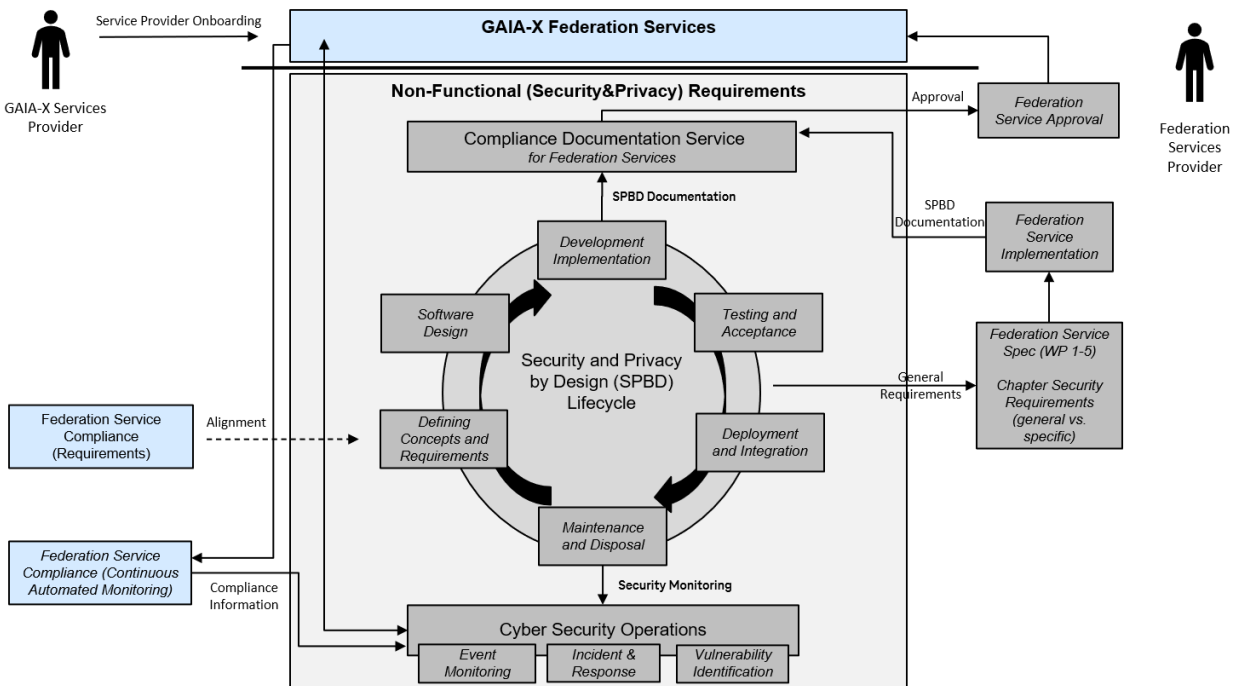 Service Provider Onboarding
GAIA-X Federation Services
GAIA-X Services
Provider
Non-Functional (Security&Privacy) Requirements
Approval
Federation
Service Approval
Federation
Services
Provider
Compliance Documentation Service
for Federation Services
SPBD Documentation
SPBD
Documentation
Federation
Service
Implementation
Development
Implementation
Software
Design
Testing and
Acceptance
Security and Privacy
by Design (SPBD)
Lifecycle
General
Requirements
Federation Service
Spec (WP 1-5)
Chapter Security
Requirements
(general vs.
specific)
Federation Service
Compliance
(Requirements)
Alignment
Defining
Concepts and
Requirements
Deployment
and Integration
Maintenance
and Disposal
Federation Service
Compliance (Continuous
Automated Monitoring)
Compliance
Information
Security Monitoring
Cyber Security Operations
Event
Monitoring
Incident &
Response
Vulnerability
Identification